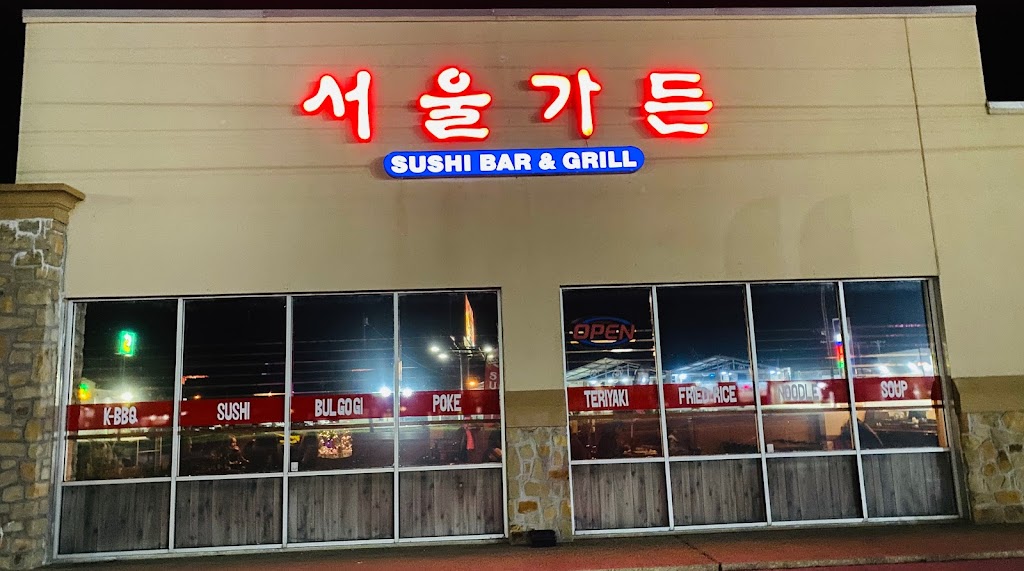 서울가든
SUSHI BAR & GRILL
OPEN
K-BBQ SUSHI BULGOGI POKE TERIYAKI FRIED RICE NOODLE SOUP